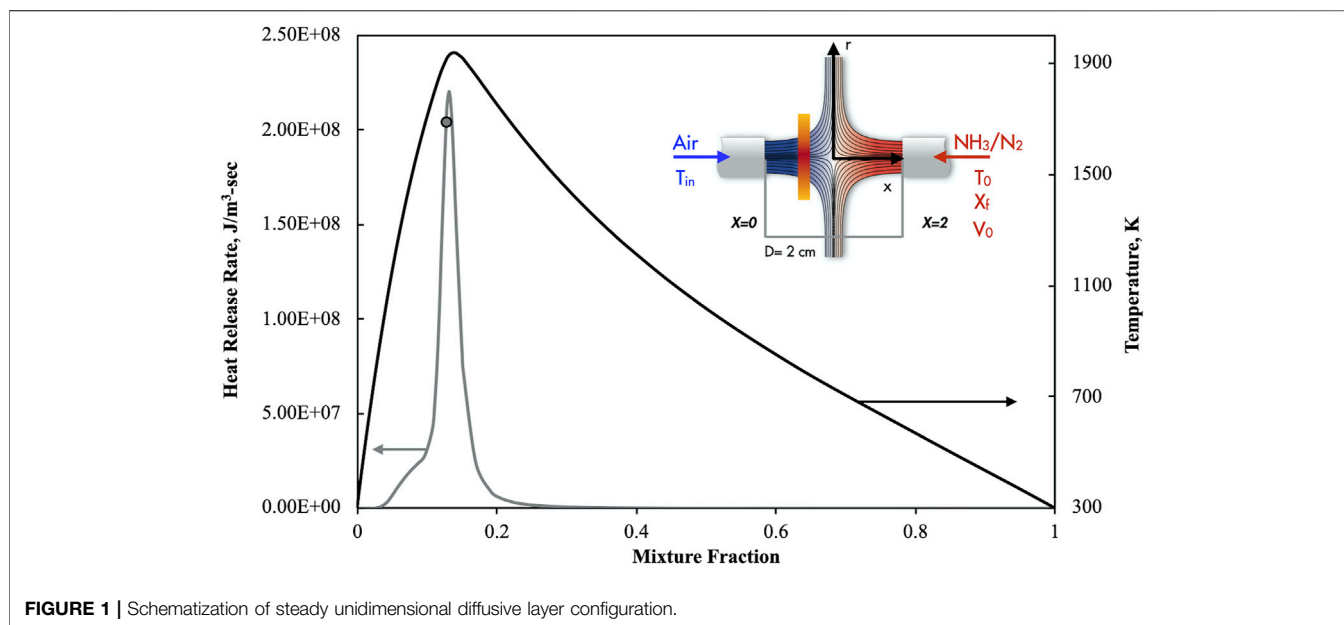 2.50E+08
2.00E+08
1.50E+08
1.00E+08
5.00E+07
0.00E+00
Heat Release Rate, J/m³-sec
0
0.2
0.4
0.6
0.8
1
Mixture Fraction
1900
1500
1100
700
300
Temperature, K
r
Air
Tin
NH3/N2
T0
Xf
V0
x
X=0
X=2
D= 2 cm
FIGURE 1 | Schematization of steady unidimensional diffusive layer configuration.